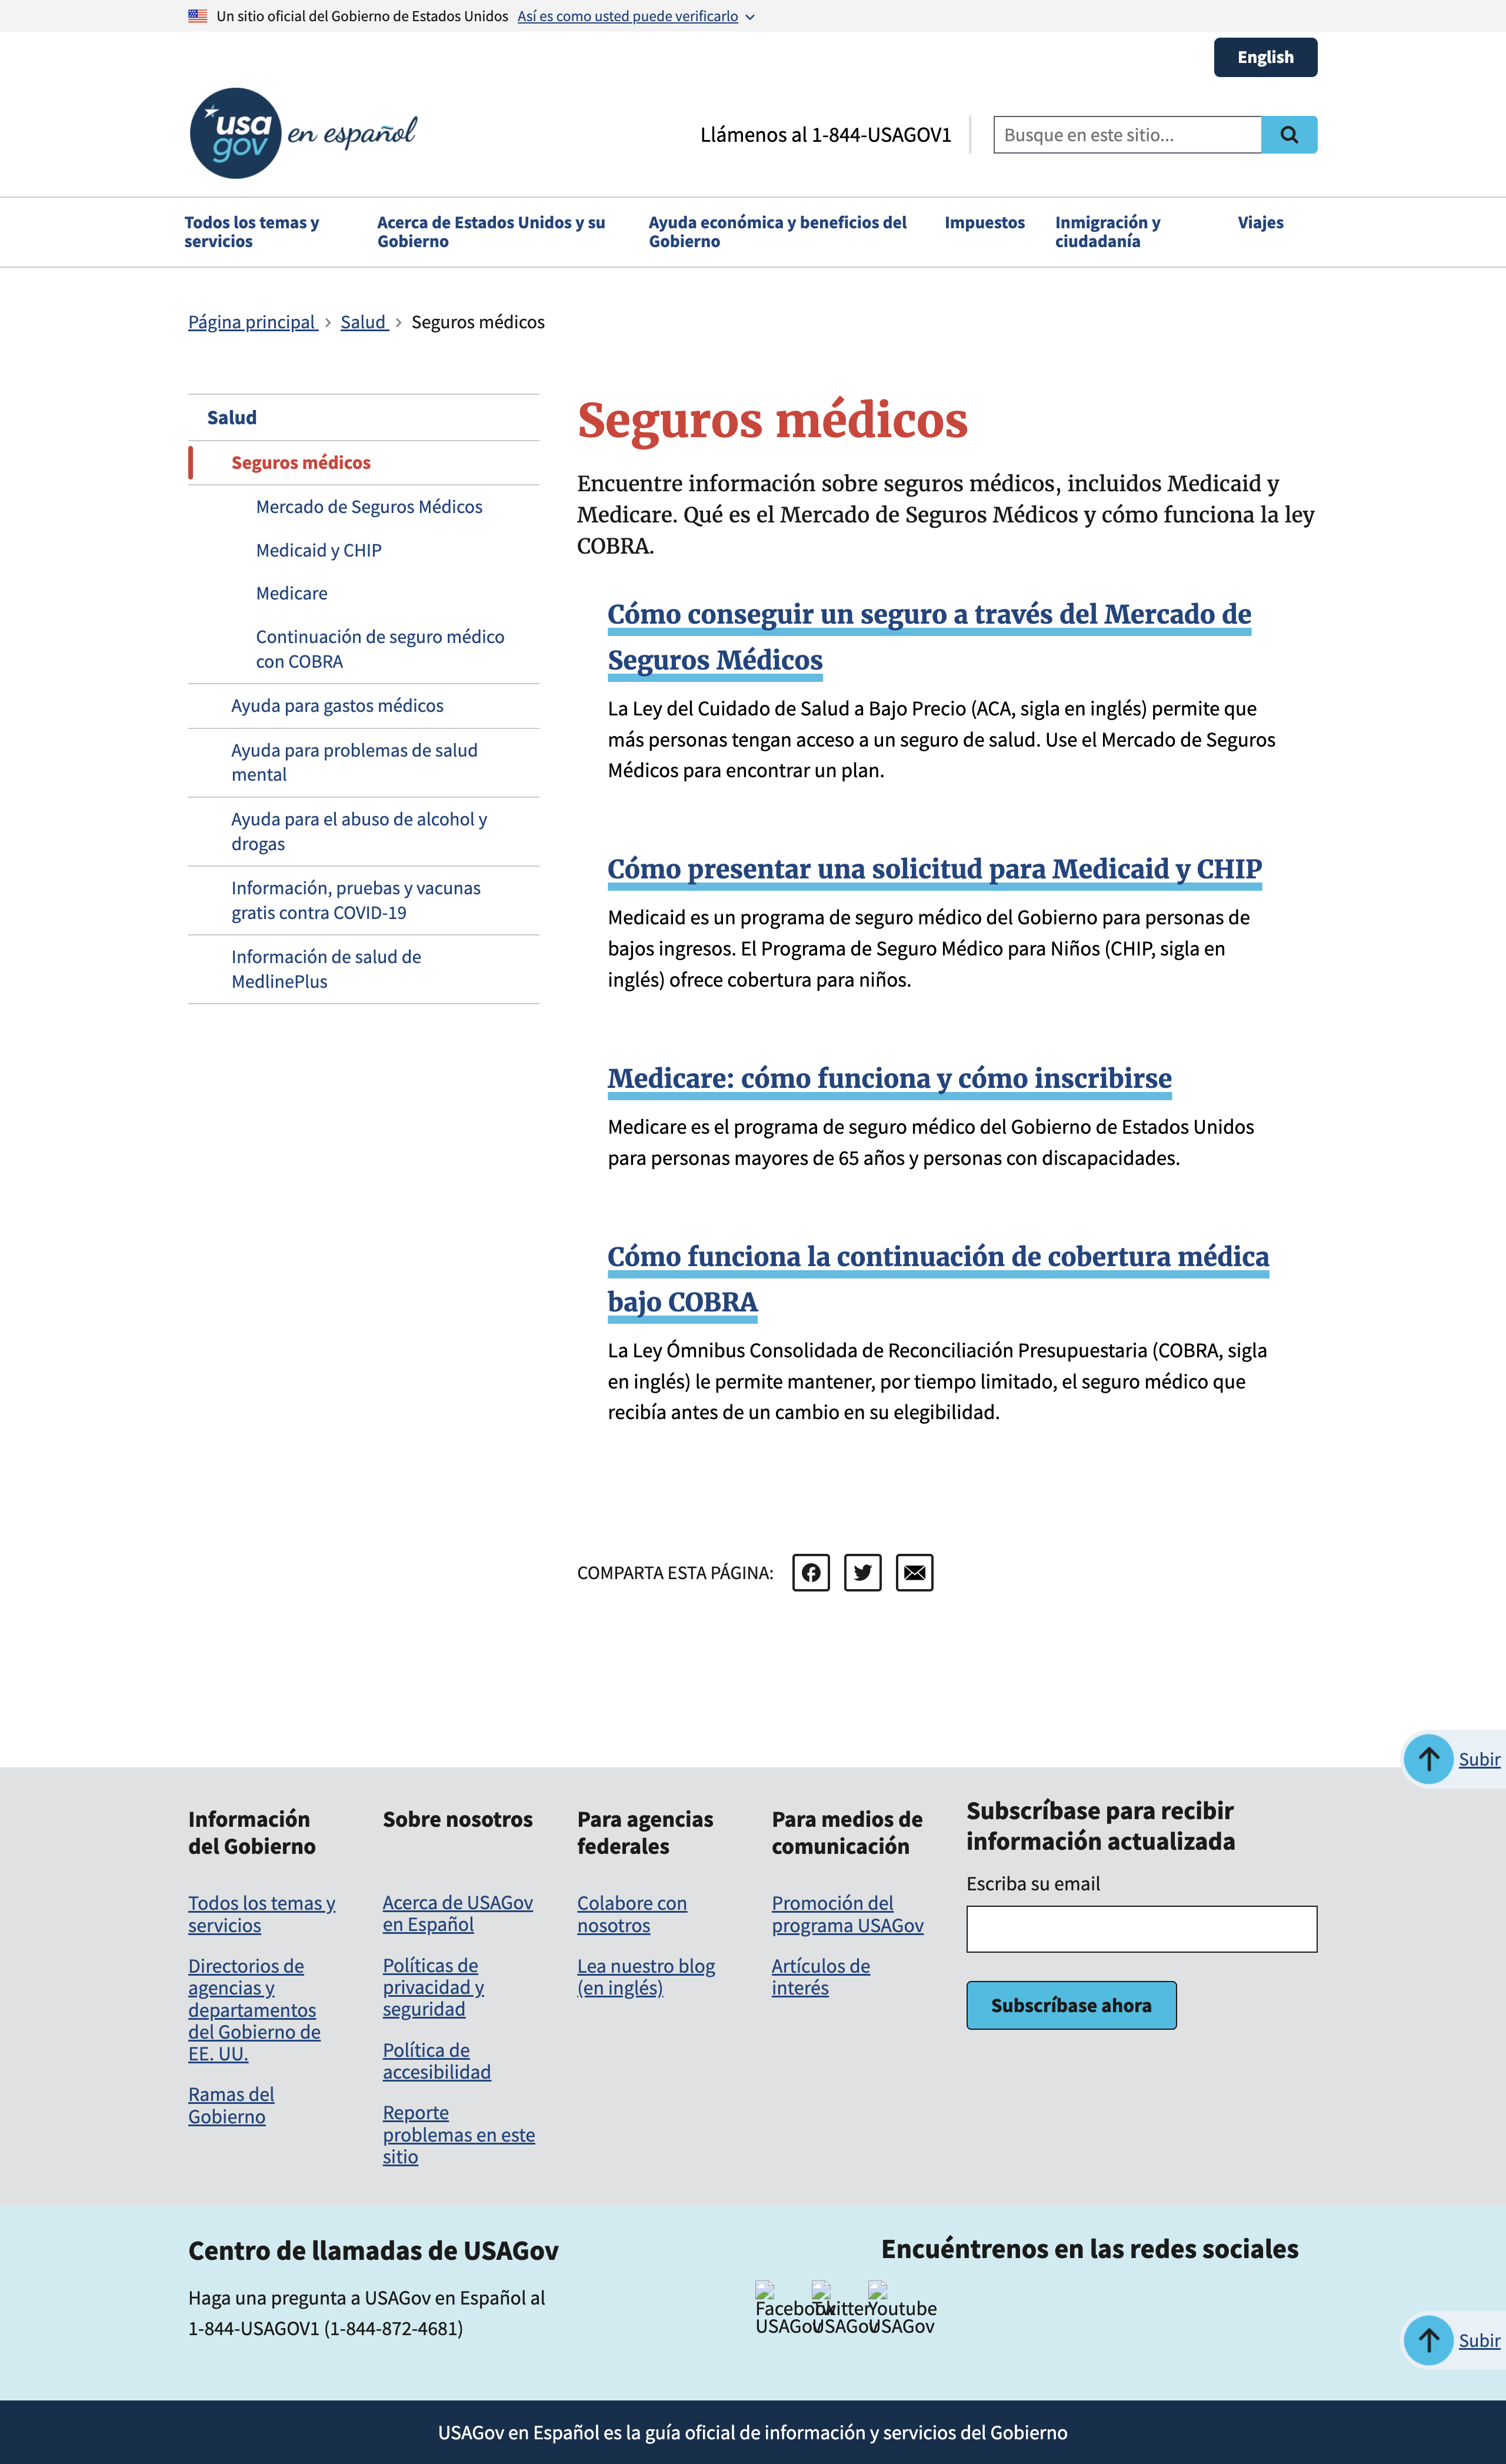 Un sitio oficial del Gobierno de Estados Unidos Así es como usted puede verificarlo
English
usa
gov
en español
Llámenos al 1-844-USAGOV1
Busque en este sitio...
Todos los temas y
servicios
Acerca de Estados Unidos y su
Gobierno
Ayuda económica y beneficios del
Gobierno
Impuestos
Inmigración y
ciudadanía
Viajes
Página principal > Salud > Seguros médicos
Salud
Seguros médicos
Mercado de Seguros Médicos
Medicaid y CHIP
Medicare
Continuación de seguro médico
con COBRA
Ayuda para gastos médicos
Ayuda para problemas de salud
mental
Ayuda para el abuso de alcohol y
drogas
Información, pruebas y vacunas
gratis contra COVID-19
Información de salud de
MedlinePlus
Seguros médicos
Encuentre información sobre seguros médicos, incluidos Medicaid y
Medicare. Qué es el Mercado de Seguros Médicos y cómo funciona la ley
COBRA.
Cómo conseguir un seguro a través del Mercado de
Seguros Médicos
La Ley del Cuidado de Salud a Bajo Precio (ACA, sigla en inglés) permite que
más personas tengan acceso a un seguro de salud. Use el Mercado de Seguros
Médicos para encontrar un plan.
Cómo presentar una solicitud para Medicaid y CHIP
Medicaid es un programa de seguro médico del Gobierno para personas de
bajos ingresos. El Programa de Seguro Médico para Niños (CHIP, sigla en
inglés) ofrece cobertura para niños.
Medicare: cómo funciona y cómo inscribirse
Medicare es el programa de seguro médico del Gobierno de Estados Unidos
para personas mayores de 65 años y personas con discapacidades.
Cómo funciona la continuación de cobertura médica
bajo COBRA
La Ley Ómnibus Consolidada de Reconciliación Presupuestaria (COBRA, sigla
en inglés) le permite mantener, por tiempo limitado, el seguro médico que
recibía antes de un cambio en su elegibilidad.
COMPARTA ESTA PÁGINA:
Subir
Información
del Gobierno
Todos los temas y
servicios
Directorios de
agencias y
departamentos
del Gobierno de
EE. UU.
Ramas del
Gobierno
Sobre nosotros
Acerca de USAGov
en Español
Políticas de
privacidad y
seguridad
Política de
accesibilidad
Reporte
problemas en este
sitio
Para agencias
federales
Colabore con
nosotros
Lea nuestro blog
(en inglés)
Para medios de
comunicación
Promoción del
programa USAGov
Artículos de
interés
Subscríbase para recibir
información actualizada
Escriba su email
Subscríbase ahora
Centro de llamadas de USAGov
Haga una pregunta a USAGov en Español al
1-844-USAGOV1 (1-844-872-4681)
Encuéntrenos en las redes sociales
Facebook
USAGov
Twitter
USAGov
Youtube
USAGov
Subir
USAGov en Español es la guía oficial de información y servicios del Gobierno